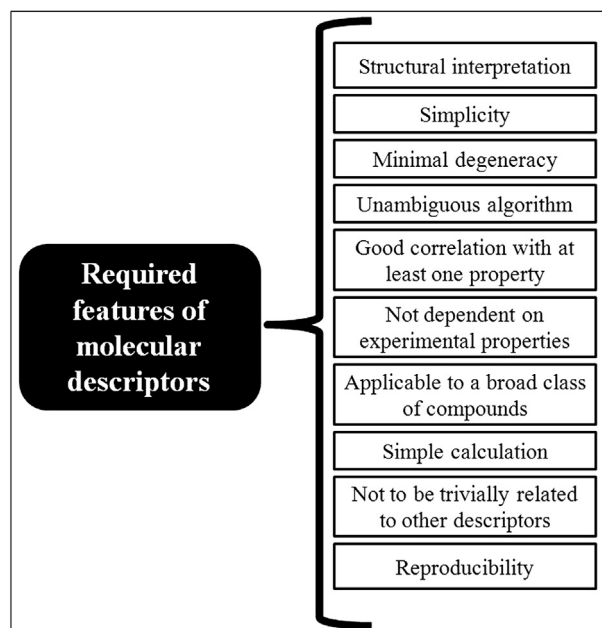 Required
features of
molecular
descriptors
Structural interpretation
Simplicity
Minimal degeneracy
Unambiguous algorithm
Good correlation with at
least one property
Not dependent on
experimental properties
Applicable to a broad class
of compounds
Simple calculation
Not to be trivially related
to other descriptors
Reproducibility